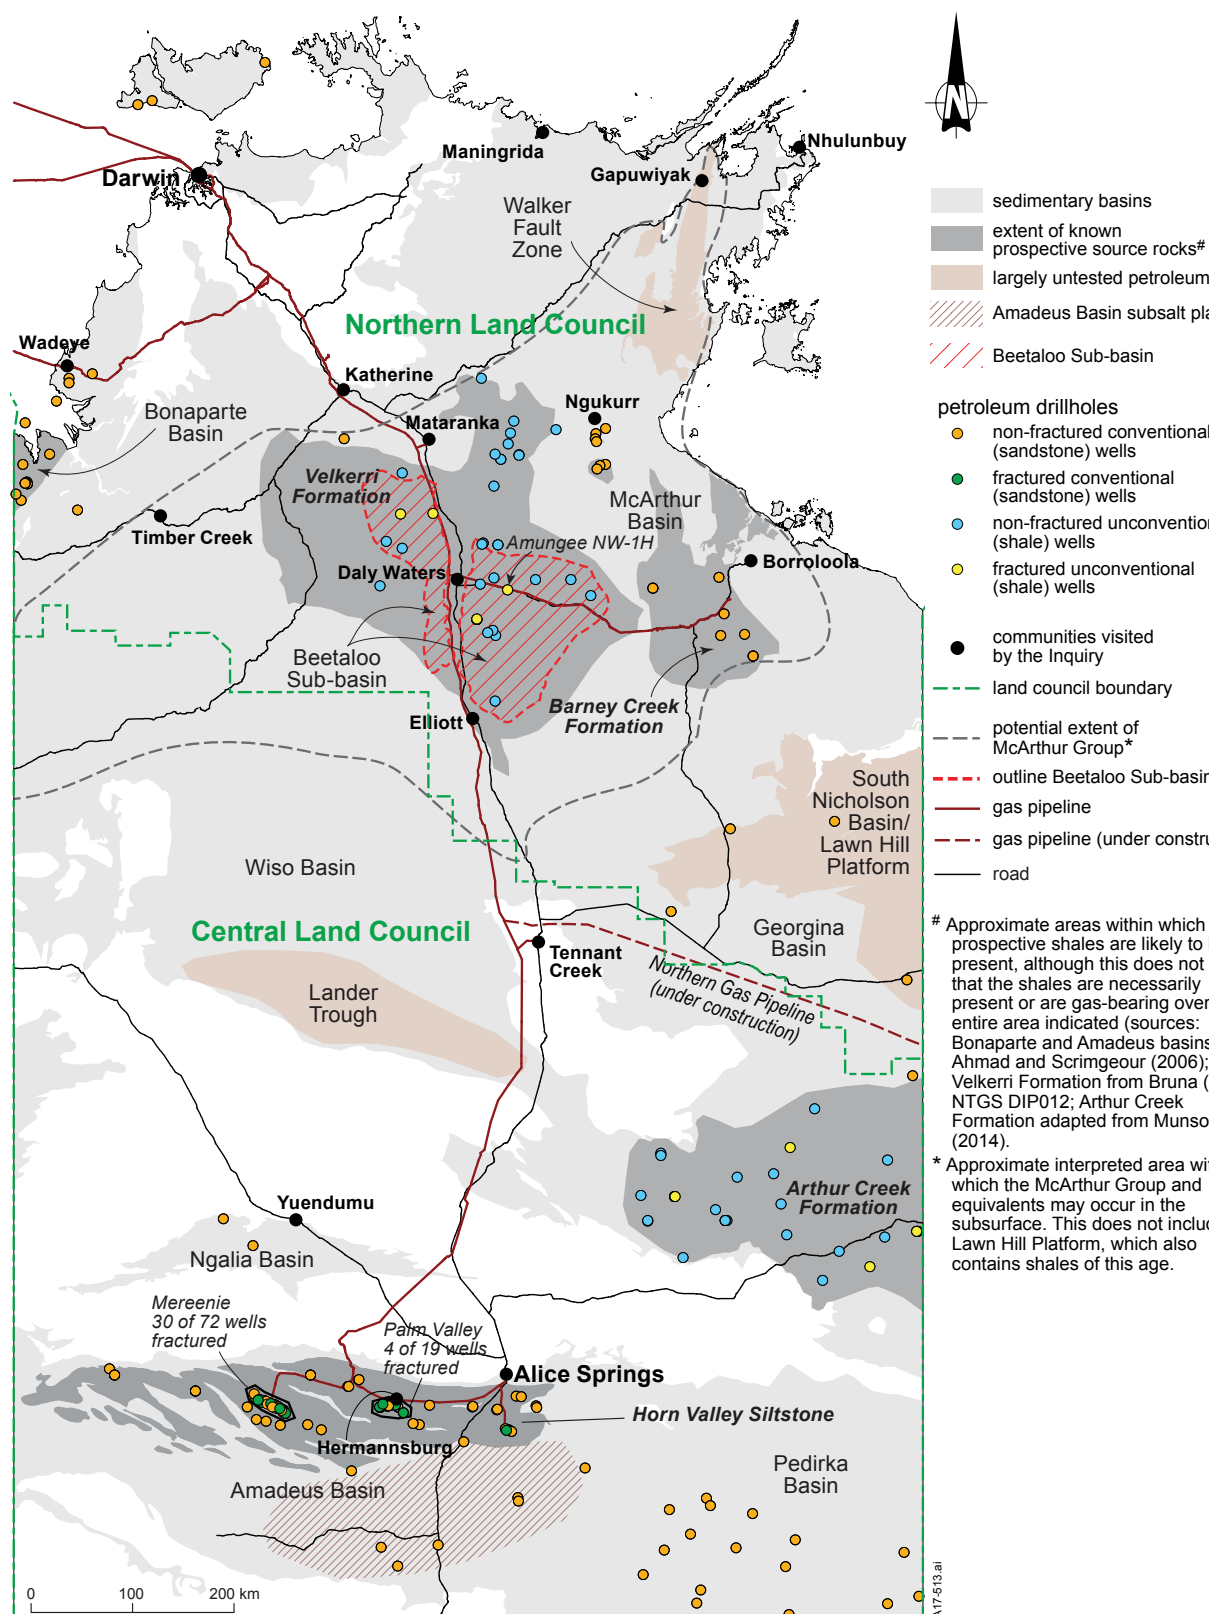 Maningrida
Nhulunbuy
Gapuwiyak
Darwin
Walker
Fault
Zone
Northern Land Council
Wadeye
Katherine
Bonaparte
Basin
Mataranka
Ngukurr
Velkerri
Formation
McArthur
Basin
Timber Creek
Amungee NW-1H
Daly Waters
Borroloola
Beetaloo
Sub-basin
Barney Creek
Formation
Elliott
South
Nicholson
Basin/
Lawn Hill
Platform
Wiso Basin
Central Land Council
Georgina
Basin
Tennant
Creek
Northern Gas Pipeline
(under construction)
Lander
Trough
Arthur Creek
Formation
Yuendumu
Ngalia Basin
Mereenie
30 of 72 wells
fractured
Palm Valley
4 of 19 wells
fractured
Alice Springs
Horn Valley Siltstone
Hermannsburg
Amadeus Basin
Pedirka
Basin
0 100 200 km
N
sedimentary basins
extent of known
prospective source rocks#
largely untested petroleum
Amadeus Basin subsalt pla
Beetaloo Sub-basin
petroleum drillholes
non-fractured conventional
(sandstone) wells
fractured conventional
(sandstone) wells
non-fractured unconventio
(shale) wells
fractured unconventional
(shale) wells
communities visited
by the Inquiry
land council boundary
potential extent of
McArthur Group*
outline Beetaloo Sub-basin
gas pipeline
gas pipeline (under constru
road
# Approximate areas within which
prospective shales are likely to
present, although this does not
that the shales are necessarily
present or are gas-bearing over
entire area indicated (sources:
Bonaparte and Amadeus basins
Ahmad and Scrimgeour (2006);
Velkerri Formation from Bruna (
NTGS DIP012; Arthur Creek
Formation adapted from Munso
(2014).
* Approximate interpreted area wi
which the McArthur Group and
equivalents may occur in the
subsurface. This does not includ
Lawn Hill Platform, which also
contains shales of this age.
A17-513.ai